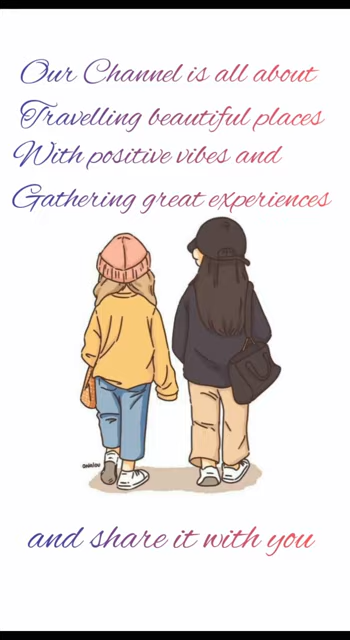 Our Channel is all about
Travelling beautiful places
With positive vibes and
Gathering great experiences
and share it with you